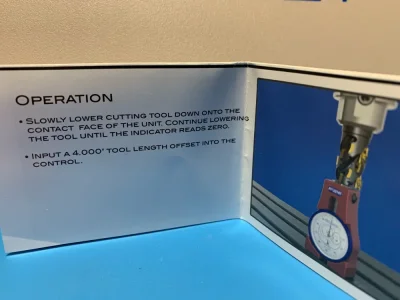 OPERATION
• SLOWLY LOWER CUTTING TOOL DOWN ONTO THE
CONTACT FACE OF THE UNIT. CONTINUE LOWERING
THE TOOL UNTIL THE INDICATOR READS ZERO.
• INPUT A 4.000" TOOL LENGTH OFFSET INTO THE
CONTROL.